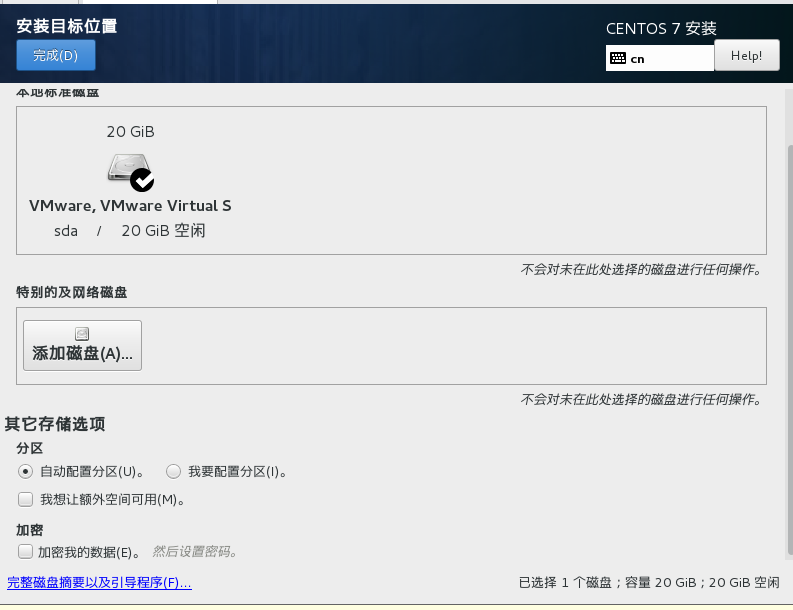 安装目标位置
CENTOS 7 安装
完成(D)
cn
Help!
本地标准磁盘
20 GiB
VMware, VMware Virtual S
sda / 20 GiB 空闲
不会对未在此处选择的磁盘进行任何操作。
特别的及网络磁盘
添加磁盘(A)...
不会对未在此处选择的磁盘进行任何操作。
其它存储选项
分区
自动配置分区(U)。 我要配置分区(I)。
我想让额外空间可用(M)。
加密
加密我的数据(E)。 然后设置密码。
完整磁盘摘要以及引导程序(F)...
已选择 1 个磁盘；容量 20 GiB；20 GiB 空闲